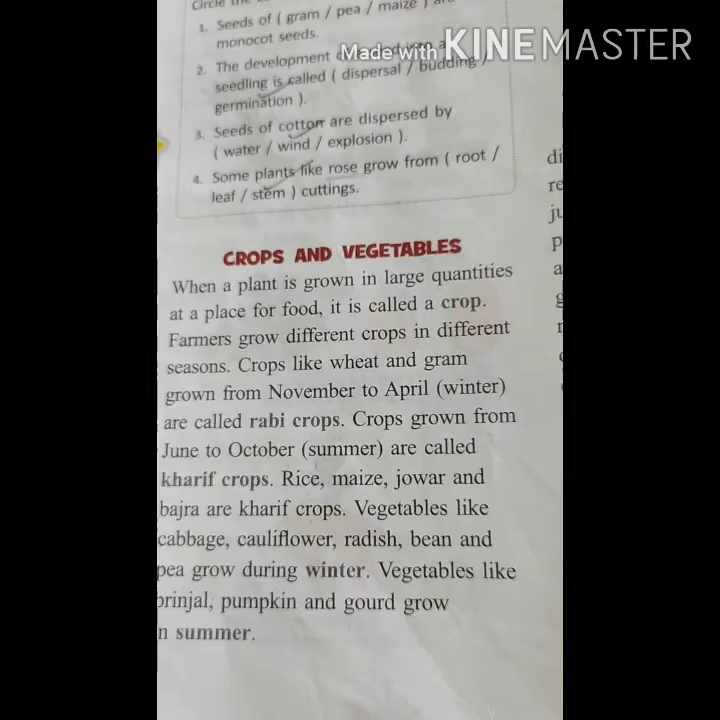 Circle the
1. Seeds of ( gram / pea / maize ) are
monocot seeds.
2. The development
seedling is called ( dispersal / budding /
germination ).
3. Seeds of cotton are dispersed by
( water / wind / explosion ).
4. Some plants like rose grow from ( root /
leaf / stem ) cuttings.
Made with KINEMASTER
CROPS AND VEGETABLES
When a plant is grown in large quantities
at a place for food, it is called a crop.
Farmers grow different crops in different
seasons. Crops like wheat and gram
grown from November to April (winter)
are called rabi crops. Crops grown from
June to October (summer) are called
kharif crops. Rice, maize, jowar and
bajra are kharif crops. Vegetables like
cabbage, cauliflower, radish, bean and
pea grow during winter. Vegetables like
brinjal, pumpkin and gourd grow
n summer.
di
re
ju
p
a
g
r